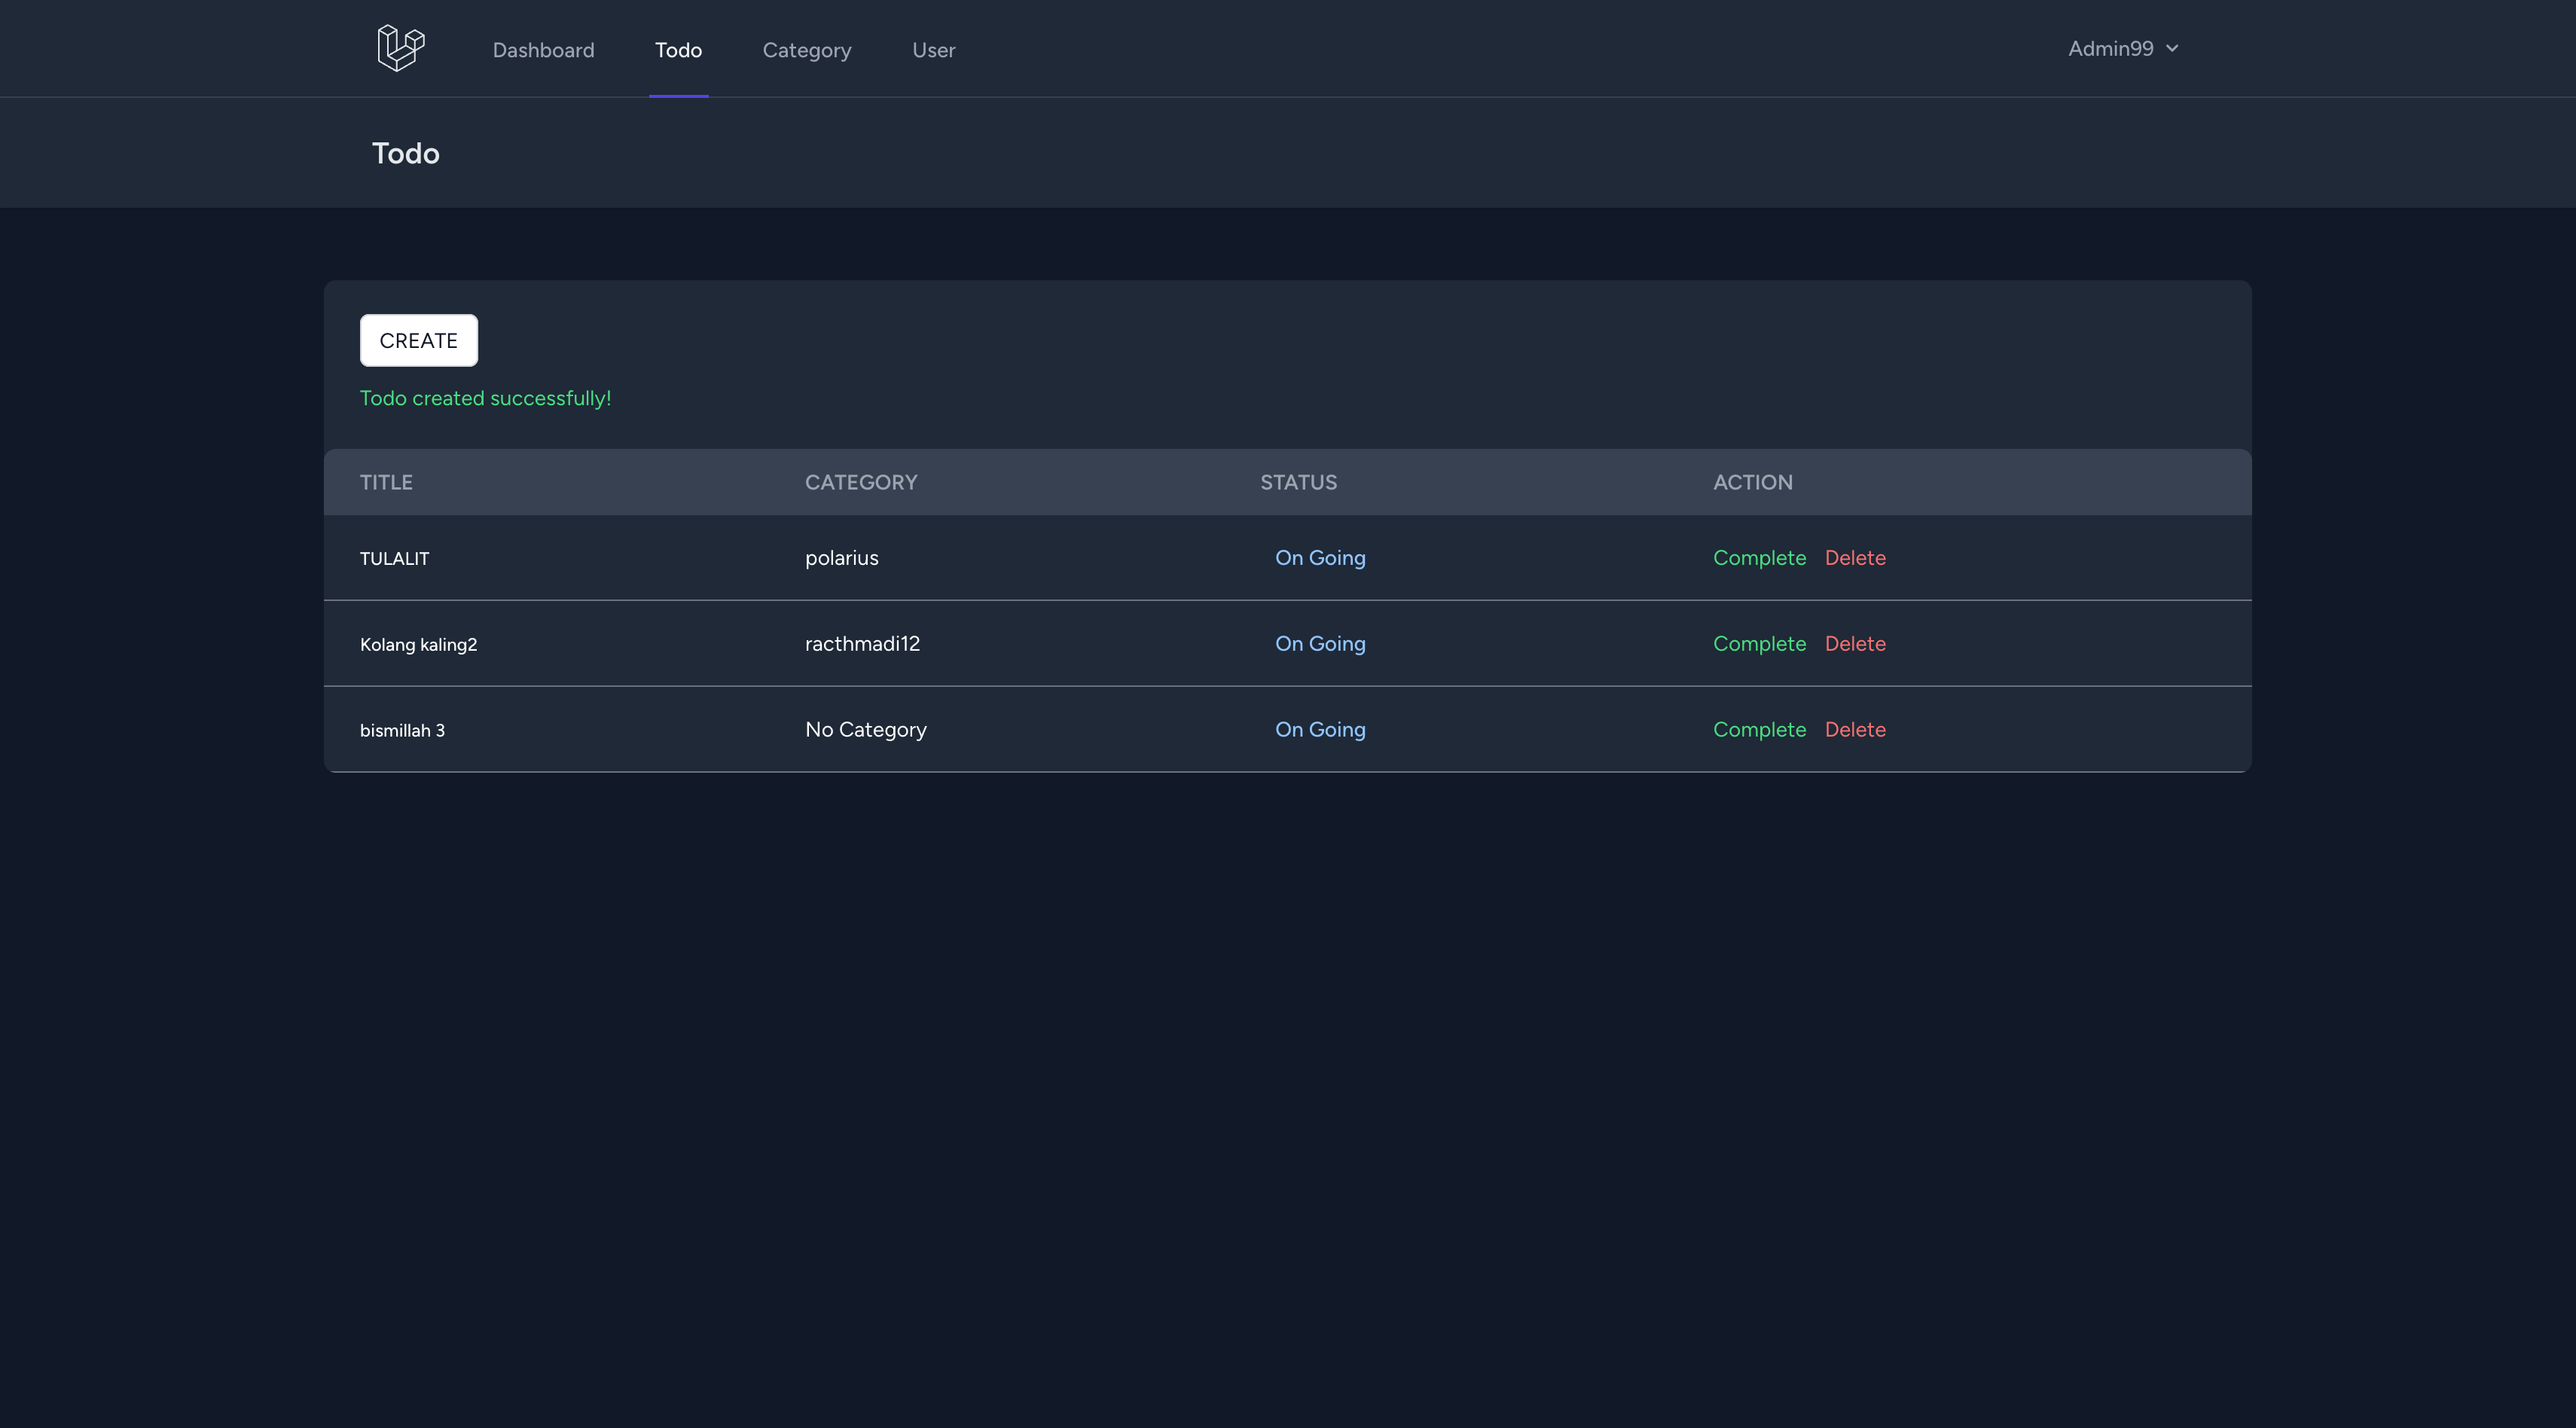 Dashboard Todo Category User Admin99
Todo
CREATE
Todo created successfully!
TITLE CATEGORY STATUS ACTION
TULALIT polarius On Going Complete Delete
Kolang kaling2 racthmadi12 On Going Complete Delete
bismillah 3 No Category On Going Complete Delete